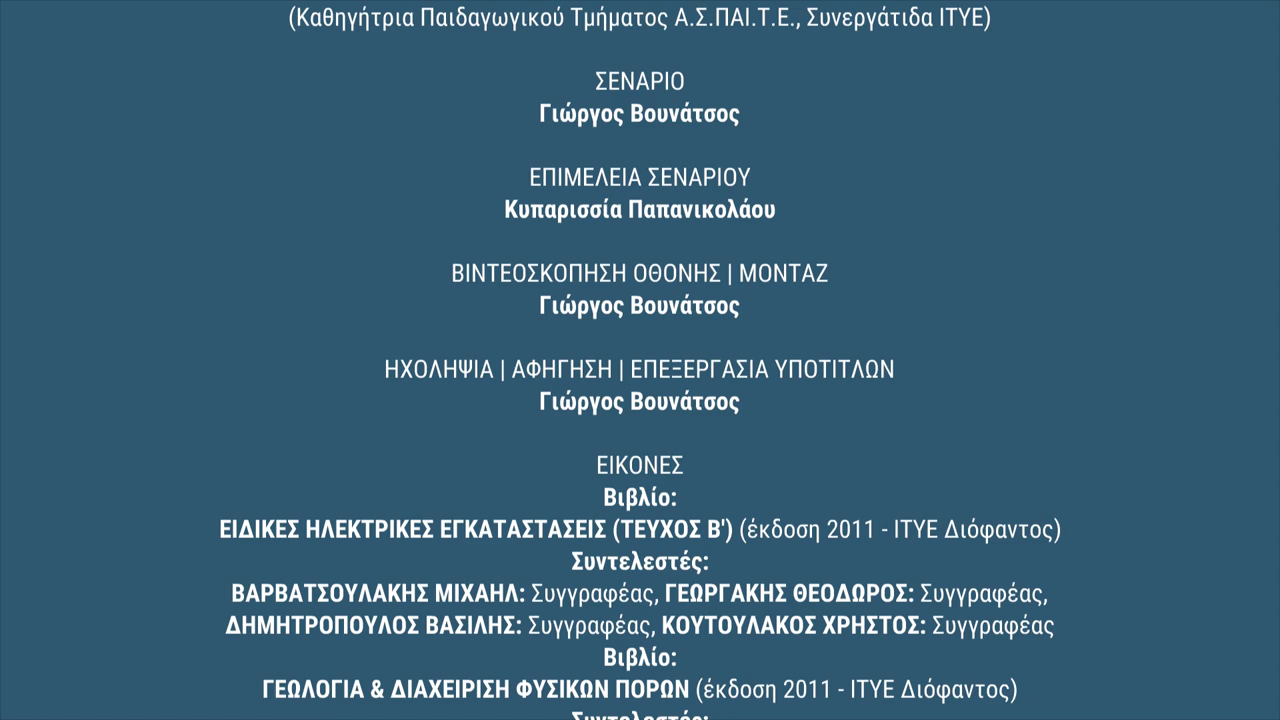 (Καθηγήτρια Παιδαγωγικού Τμήματος Α.Σ.ΠΑΙ.Τ.Ε., Συνεργάτιδα ΙΤΥΕ)
ΣΕΝΑΡΙΟ
Γιώργος Βουνάτσος
ΕΠΙΜΕΛΕΙΑ ΣΕΝΑΡΙΟΥ
Κυπαρισσία Παπανικολάου
ΒΙΝΤΕΟΣΚΟΠΗΣΗ ΟΘΟΝΗΣ | ΜΟΝΤΑΖ
Γιώργος Βουνάτσος
ΗΧΟΛΗΨΙΑ | ΑΦΗΓΗΣΗ | ΕΠΕΞΕΡΓΑΣΙΑ ΥΠΟΤΙΤΛΩΝ
Γιώργος Βουνάτσος
ΕΙΚΟΝΕΣ
Βιβλίο:
ΕΙΔΙΚΕΣ ΗΛΕΚΤΡΙΚΕΣ ΕΓΚΑΤΑΣΤΑΣΕΙΣ (ΤΕΥΧΟΣ Β') (έκδοση 2011 - ΙΤΥΕ Διόφαντος)
Συντελεστές:
ΒΑΡΒΑΤΣΟΥΛΑΚΗΣ ΜΙΧΑΗΛ: Συγγραφέας, ΓΕΩΡΓΑΚΗΣ ΘΕΟΔΩΡΟΣ: Συγγραφέας,
ΔΗΜΗΤΡΟΠΟΥΛΟΣ ΒΑΣΙΛΗΣ: Συγγραφέας, ΚΟΥΤΟΥΛΑΚΟΣ ΧΡΗΣΤΟΣ: Συγγραφέας
Βιβλίο:
ΓΕΩΛΟΓΙΑ & ΔΙΑΧΕΙΡΙΣΗ ΦΥΣΙΚΩΝ ΠΟΡΩΝ (έκδοση 2011 - ΙΤΥΕ Διόφαντος)
Συντελεστές: